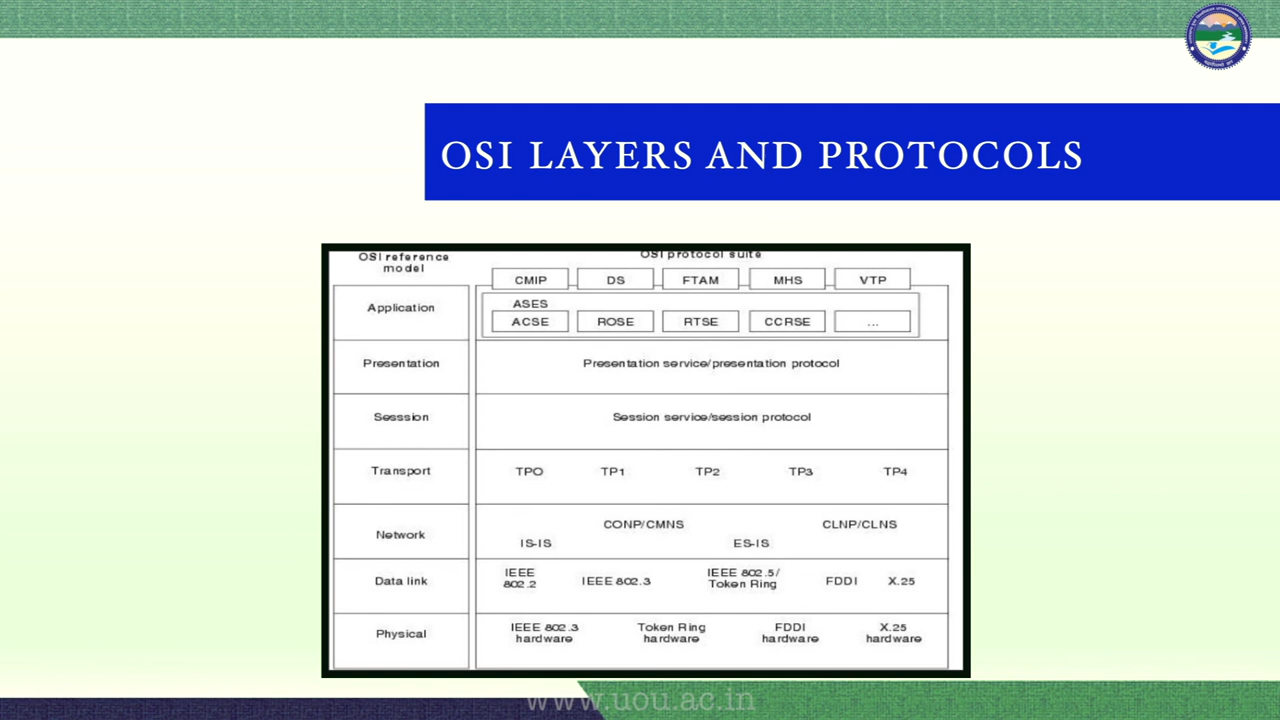 OSI LAYERS AND PROTOCOLS
OSI reference
model
OSI protocol suite
CMIP DS FTAM MHS VTP
Application
ASES
ACSE ROSE RTSE CCRSE ...
Presentation Presentation service/presentation protocol
Sesssion Session service/session protocol
Transport TPO TP1 TP2 TP3 TP4
Network
CONP/CMNS CLNP/CLNS
IS-IS ES-IS
Data link
IEEE
802.2
IEEE 802.3
IEEE 802.5/
Token Ring
FDDI X.25
Physical
IEEE 802.3
hardware
Token Ring
hardware
FDDI
hardware
X.25
hardware
www.uou.ac.in